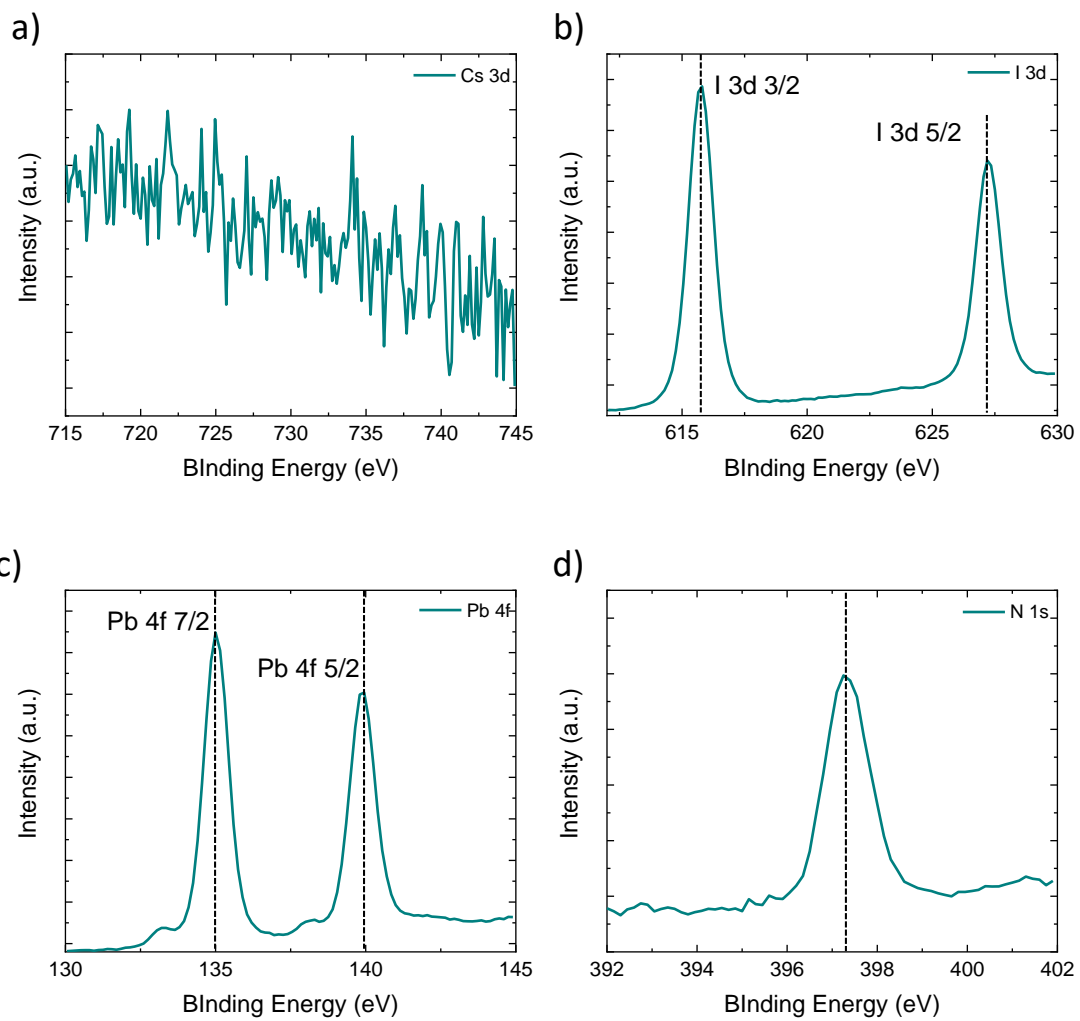 a)
Cs 3d
Intensity (a.u.)
715 720 725 730 735 740 745
BInding Energy (eV)
b)
I 3d
I 3d 3/2
I 3d 5/2
Intensity (a.u.)
615 620 625 630
BInding Energy (eV)
c)
Pb 4f
Pb 4f 7/2
Pb 4f 5/2
Intensity (a.u.)
130 135 140 145
BInding Energy (eV)
d)
N 1s
Intensity (a.u.)
392 394 396 398 400 402
BInding Energy (eV)